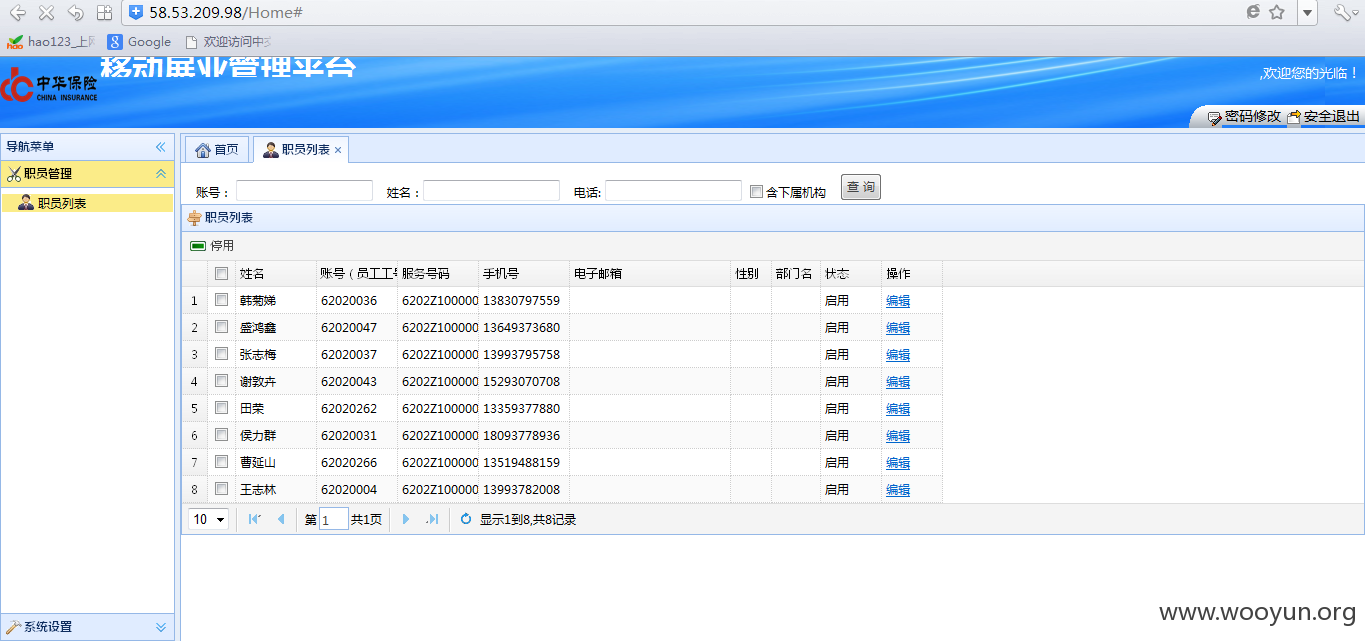 58.53.209.98/Home#
hao123_上网 Google 欢迎访问中
移动展业管理平台
中华保险
CHINA INSURANCE
,欢迎您的光临！
密码修改 安全退出
导航菜单
首页 职员列表
职员管理
职员列表
账号： 姓名： 电话: 含下属机构 查 询
职员列表
停用
姓名 账号（员工工号 服务号码 手机号 电子邮箱 性别 部门名 状态 操作
1 韩菊娣 62020036 6202Z100000 13830797559 启用 编辑
2 盛鸿鑫 62020047 6202Z100000 13649373680 启用 编辑
3 张志梅 62020037 6202Z100000 13993795758 启用 编辑
4 谢敦卉 62020043 6202Z100000 15293070708 启用 编辑
5 田荣 62020262 6202Z100000 13359377880 启用 编辑
6 侯力群 62020031 6202Z100000 18093778936 启用 编辑
7 曹延山 62020266 6202Z100000 13519488159 启用 编辑
8 王志林 62020004 6202Z100000 13993782008 启用 编辑
10 第 1 共1页 显示1到8,共8记录
系统设置
www.wooyun.org